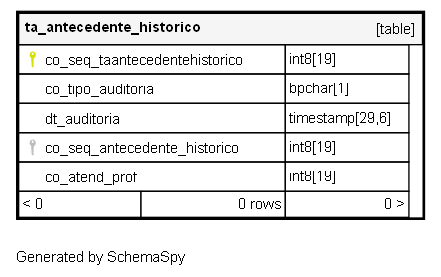 ta_antecedente_historico [table]
co_seq_taantecedentehistorico int8[19]
co_tipo_auditoria bpchar[1]
dt_auditoria timestamp[29,6]
co_seq_antecedente_historico int8[19]
co_atend_prof int8[19]
< 0 0 rows 0 >
Generated by SchemaSpy